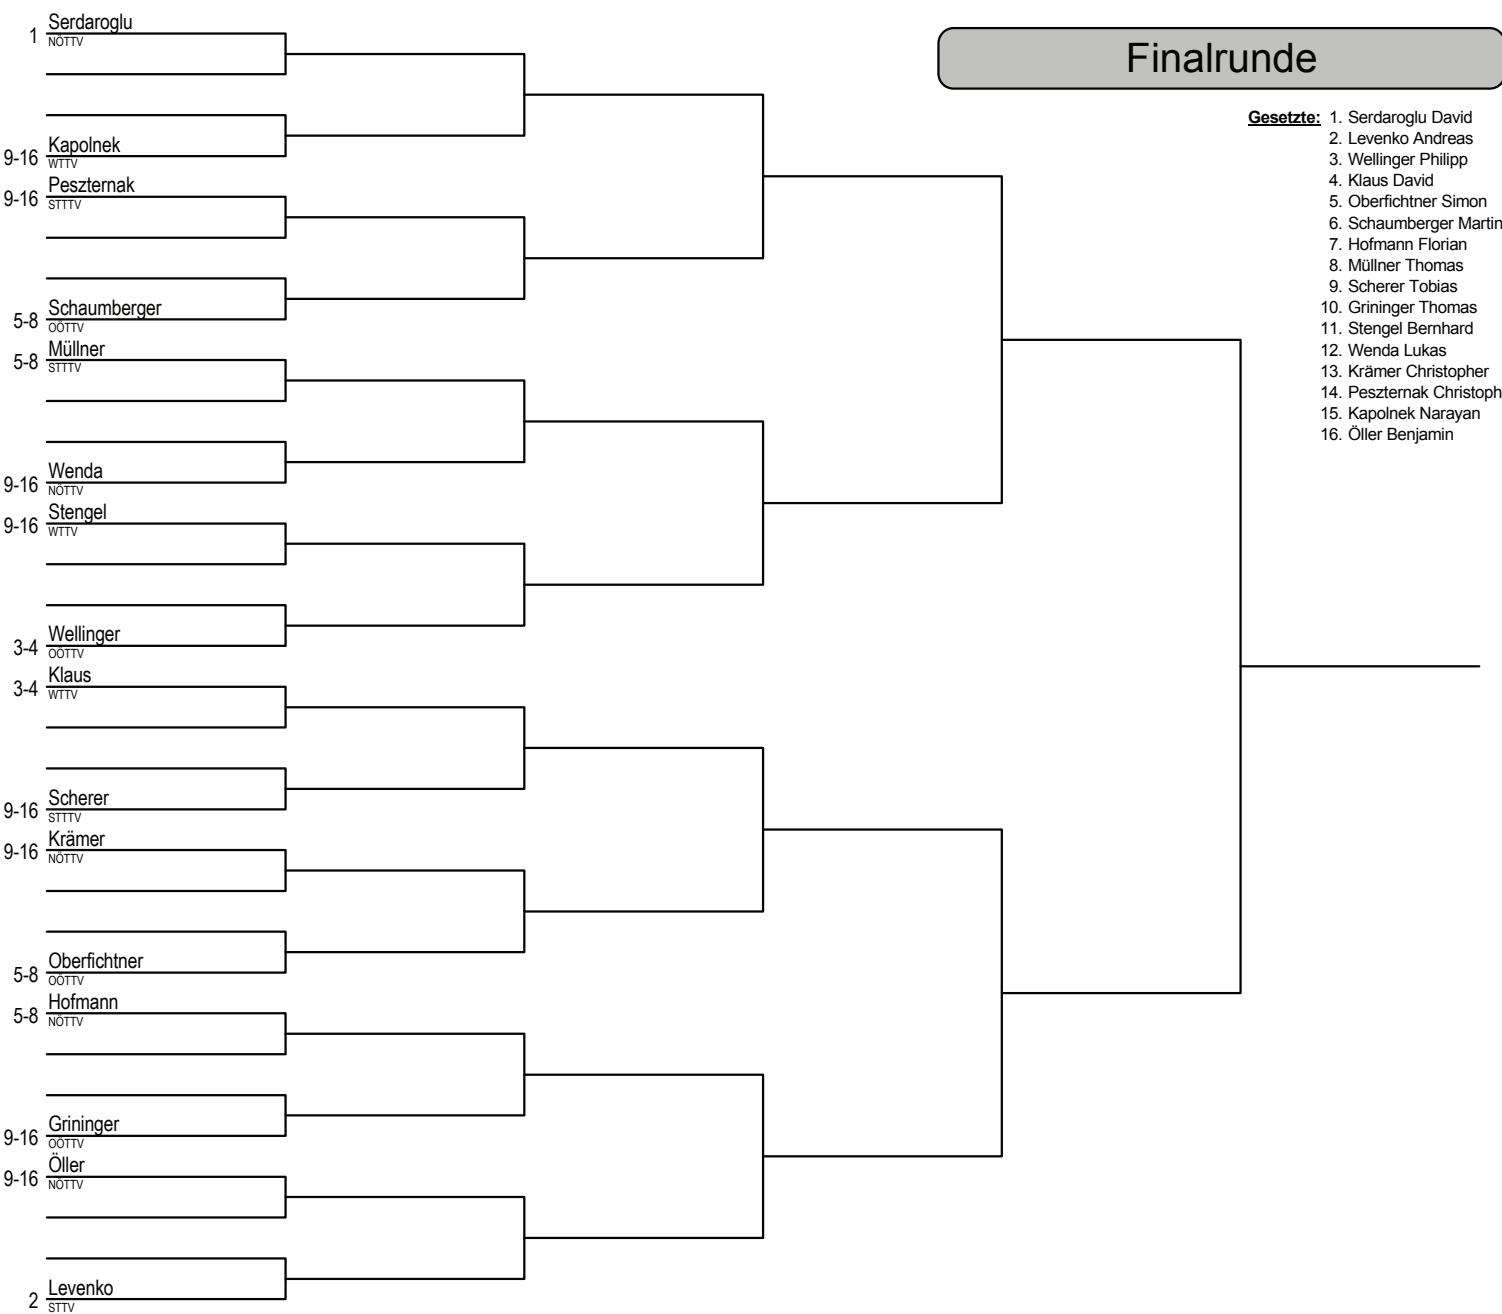 Finalrunde
Gesetzte: 1. Serdaroglu David
2. Levenko Andreas
3. Wellinger Philipp
4. Klaus David
5. Oberfichtner Simon
6. Schaumberger Martin
7. Hofmann Florian
8. Müllner Thomas
9. Scherer Tobias
10. Grininger Thomas
11. Stengel Bernhard
12. Wenda Lukas
13. Krämer Christopher
14. Peszternak Christoph
15. Kapolnek Narayan
16. Öller Benjamin
1 Serdaroglu
NÖTTV
9-16 Kapolnek
WTTV
9-16 Peszternak
STTTV
5-8 Schaumberger
OÖTTV
5-8 Müllner
STTTV
9-16 Wenda
NÖTTV
9-16 Stengel
WTTV
3-4 Wellinger
OÖTTV
3-4 Klaus
WTTV
9-16 Scherer
STTTV
9-16 Krämer
NÖTTV
5-8 Oberfichtner
OÖTTV
5-8 Hofmann
NÖTTV
9-16 Grininger
OÖTTV
9-16 Öller
NÖTTV
2 Levenko
STTV